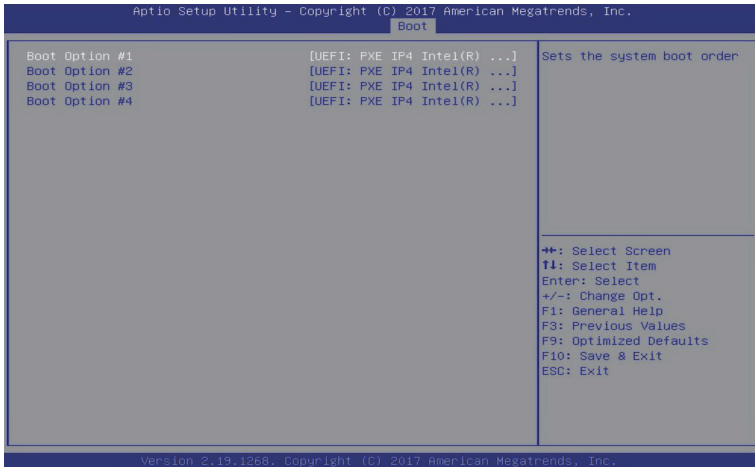 Aptio Setup Utility – Copyright (C) 2017 American Megatrends, Inc.
Boot
Boot Option #1 [UEFI: PXE IP4 Intel(R) ...]
Boot Option #2 [UEFI: PXE IP4 Intel(R) ...]
Boot Option #3 [UEFI: PXE IP4 Intel(R) ...]
Boot Option #4 [UEFI: PXE IP4 Intel(R) ...]
Sets the system boot order
→←: Select Screen
↑↓: Select Item
Enter: Select
+/-: Change Opt.
F1: General Help
F3: Previous Values
F9: Optimized Defaults
F10: Save & Exit
ESC: Exit
Version 2.19.1268. Copyright (C) 2017 American Megatrends, Inc.